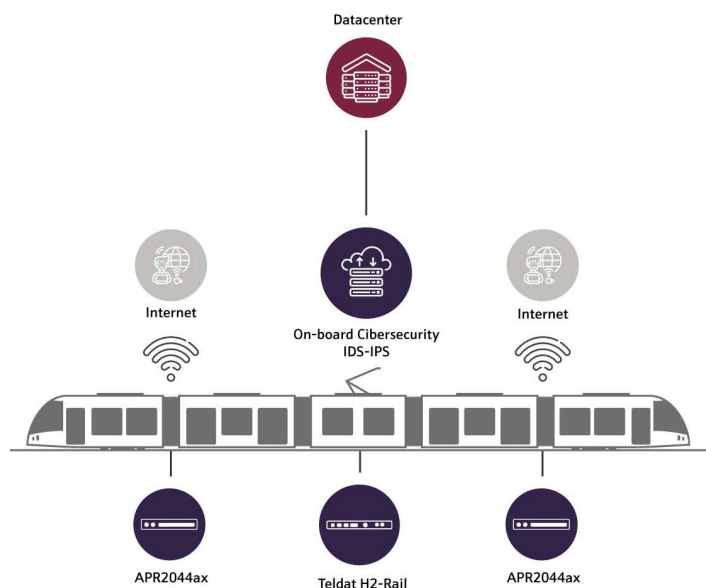 Datacenter
Internet
On-board Cibersecurity
IDS-IPS
Internet
APR2044ax
Teldat H2-Rail
APR2044ax